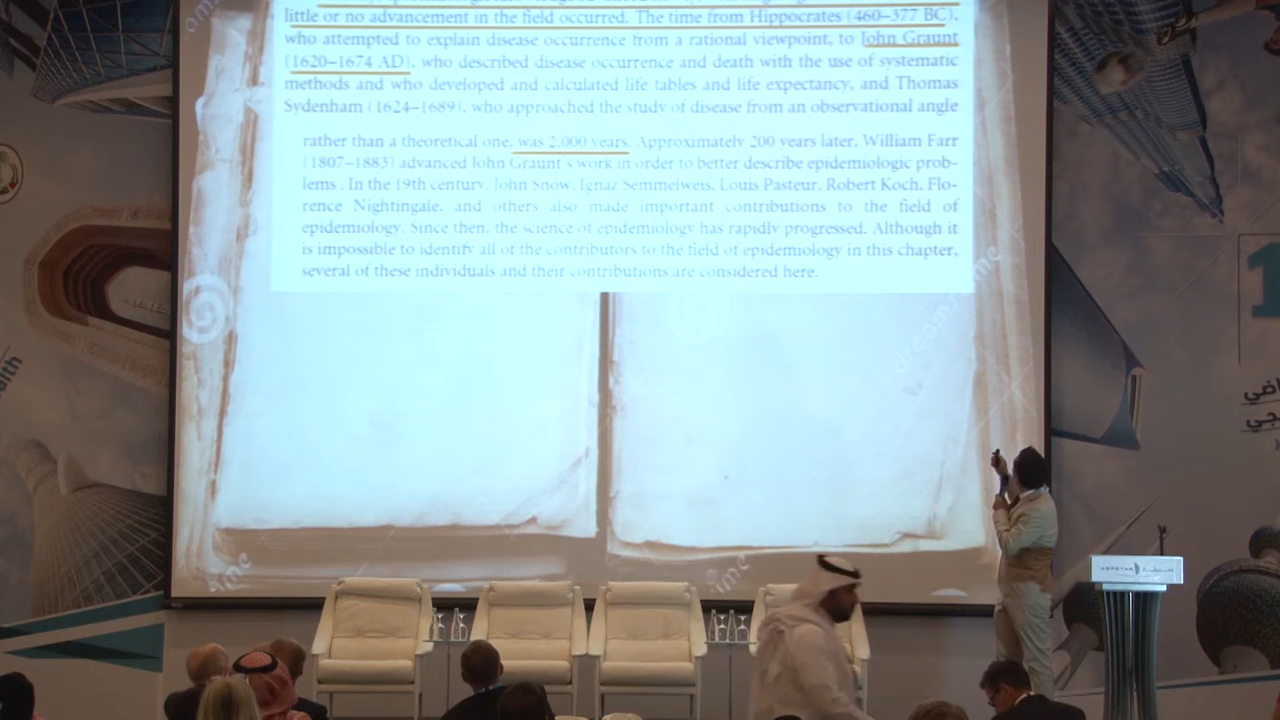 little or no advancement in the field occurred. The time from Hippocrates (460–377 BC),
who attempted to explain disease occurrence from a rational viewpoint, to John Graunt
(1620–1674 AD), who described disease occurrence and death with the use of systematic
methods and who developed and calculated life tables and life expectancy, and Thomas
Sydenham (1624–1689), who approached the study of disease from an observational angle
rather than a theoretical one, was 2,000 years. Approximately 200 years later, William Farr
(1807–1883) advanced John Graunt's work in order to better describe epidemiologic prob-
lems . In the 19th century, John Snow, Ignaz Semmelweis, Louis Pasteur, Robert Koch, Flo-
rence Nightingale, and others also made important contributions to the field of
epidemiology. Since then, the science of epidemiology has rapidly progressed. Although it
is impossible to identify all of the contributors to the field of epidemiology in this chapter,
several of these individuals and their contributions are considered here.
ASPETAR